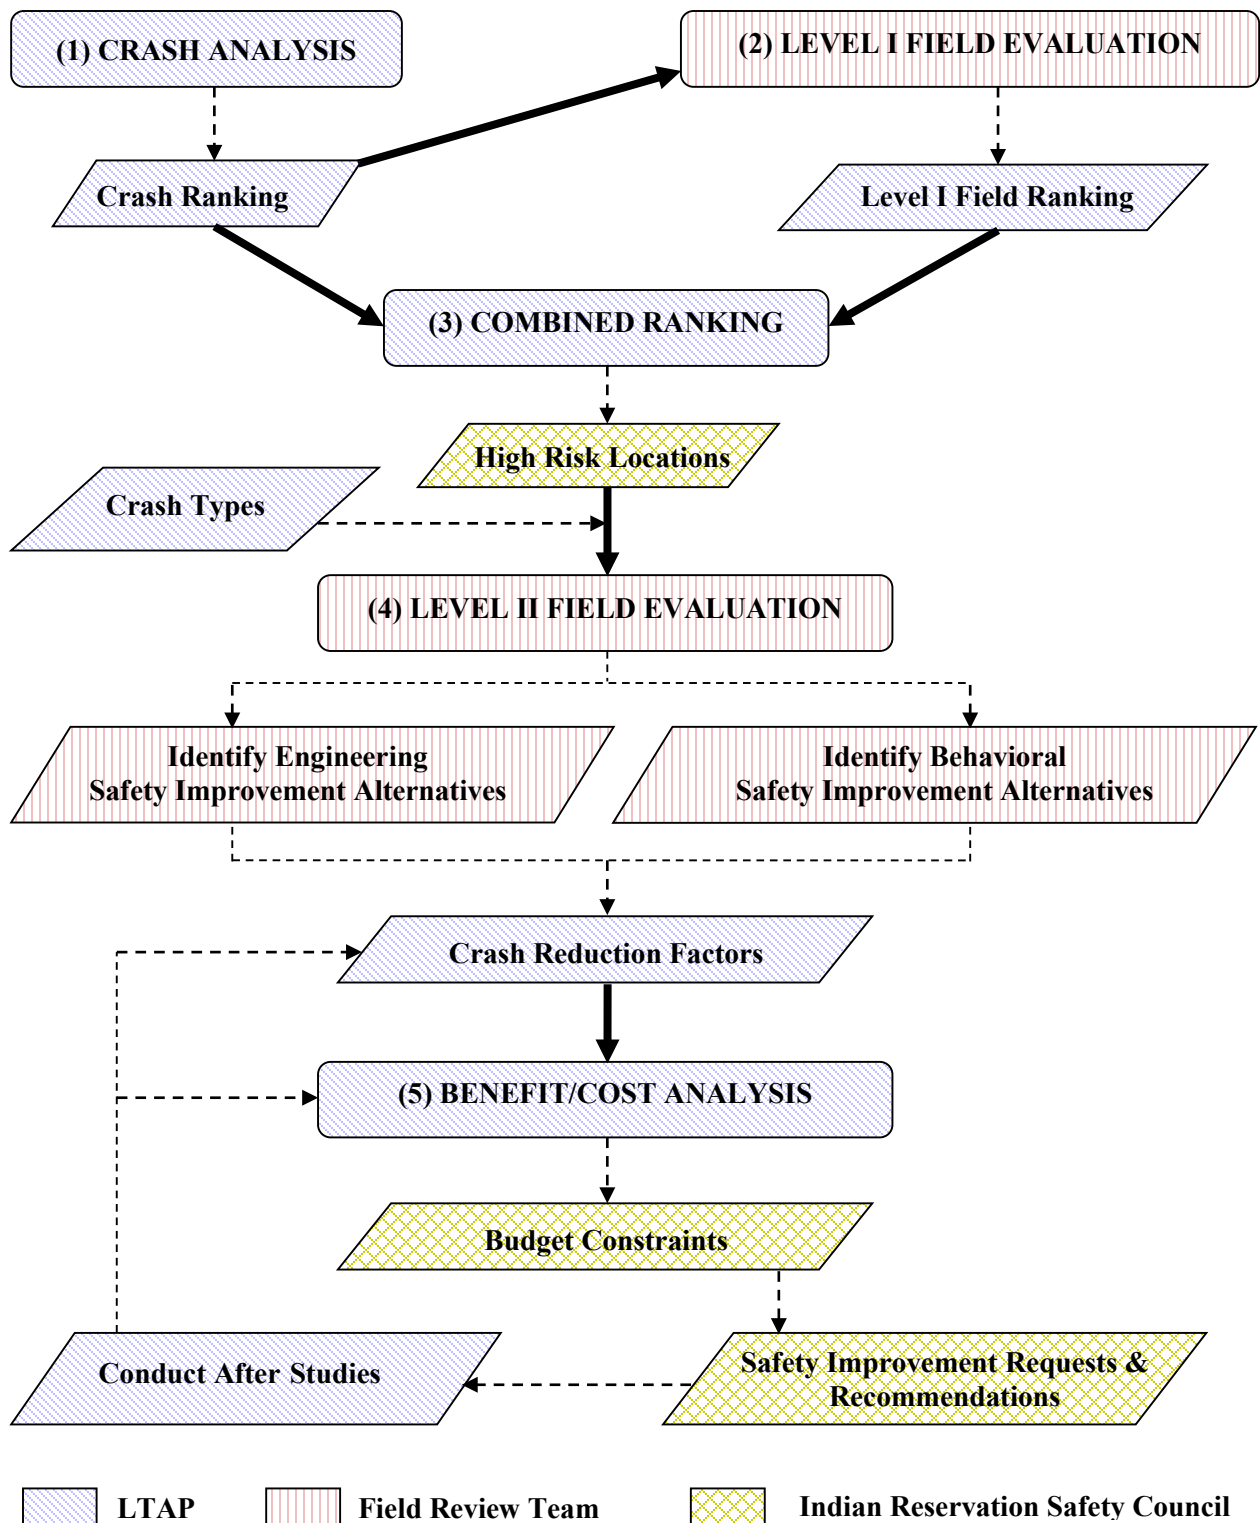 (1) CRASH ANALYSIS
(2) LEVEL I FIELD EVALUATION
Crash Ranking
Level I Field Ranking
(3) COMBINED RANKING
High Risk Locations
Crash Types
(4) LEVEL II FIELD EVALUATION
Identify Engineering
Safety Improvement Alternatives
Identify Behavioral
Safety Improvement Alternatives
Crash Reduction Factors
(5) BENEFIT/COST ANALYSIS
Budget Constraints
Conduct After Studies
Safety Improvement Requests &
Recommendations
LTAP
Field Review Team
Indian Reservation Safety Council